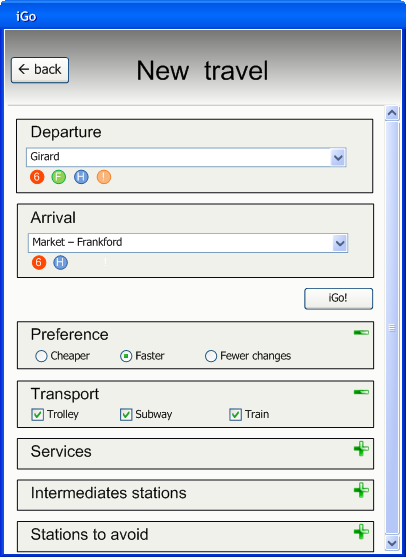 iGo
← back
New travel
Departure
Girard
6 F H !
Arrival
Market – Frankford
6 H
iGo!
Preference
Cheaper Faster Fewer changes
Transport
Trolley Subway Train
Services
Intermediates stations
Stations to avoid